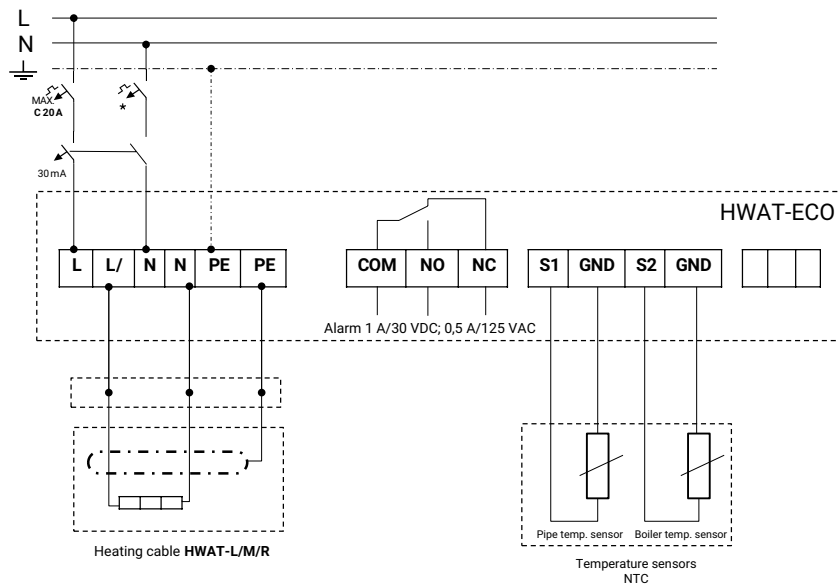 L
N
MAX.
C 20 A
*
30 mA
HWAT-ECO
L L/ N N PE PE
COM NO NC
S1 GND S2 GND
Alarm 1 A/30 VDC; 0,5 A/125 VAC
Pipe temp. sensor
Boiler temp. sensor
Heating cable HWAT-L/M/R
Temperature sensors
NTC